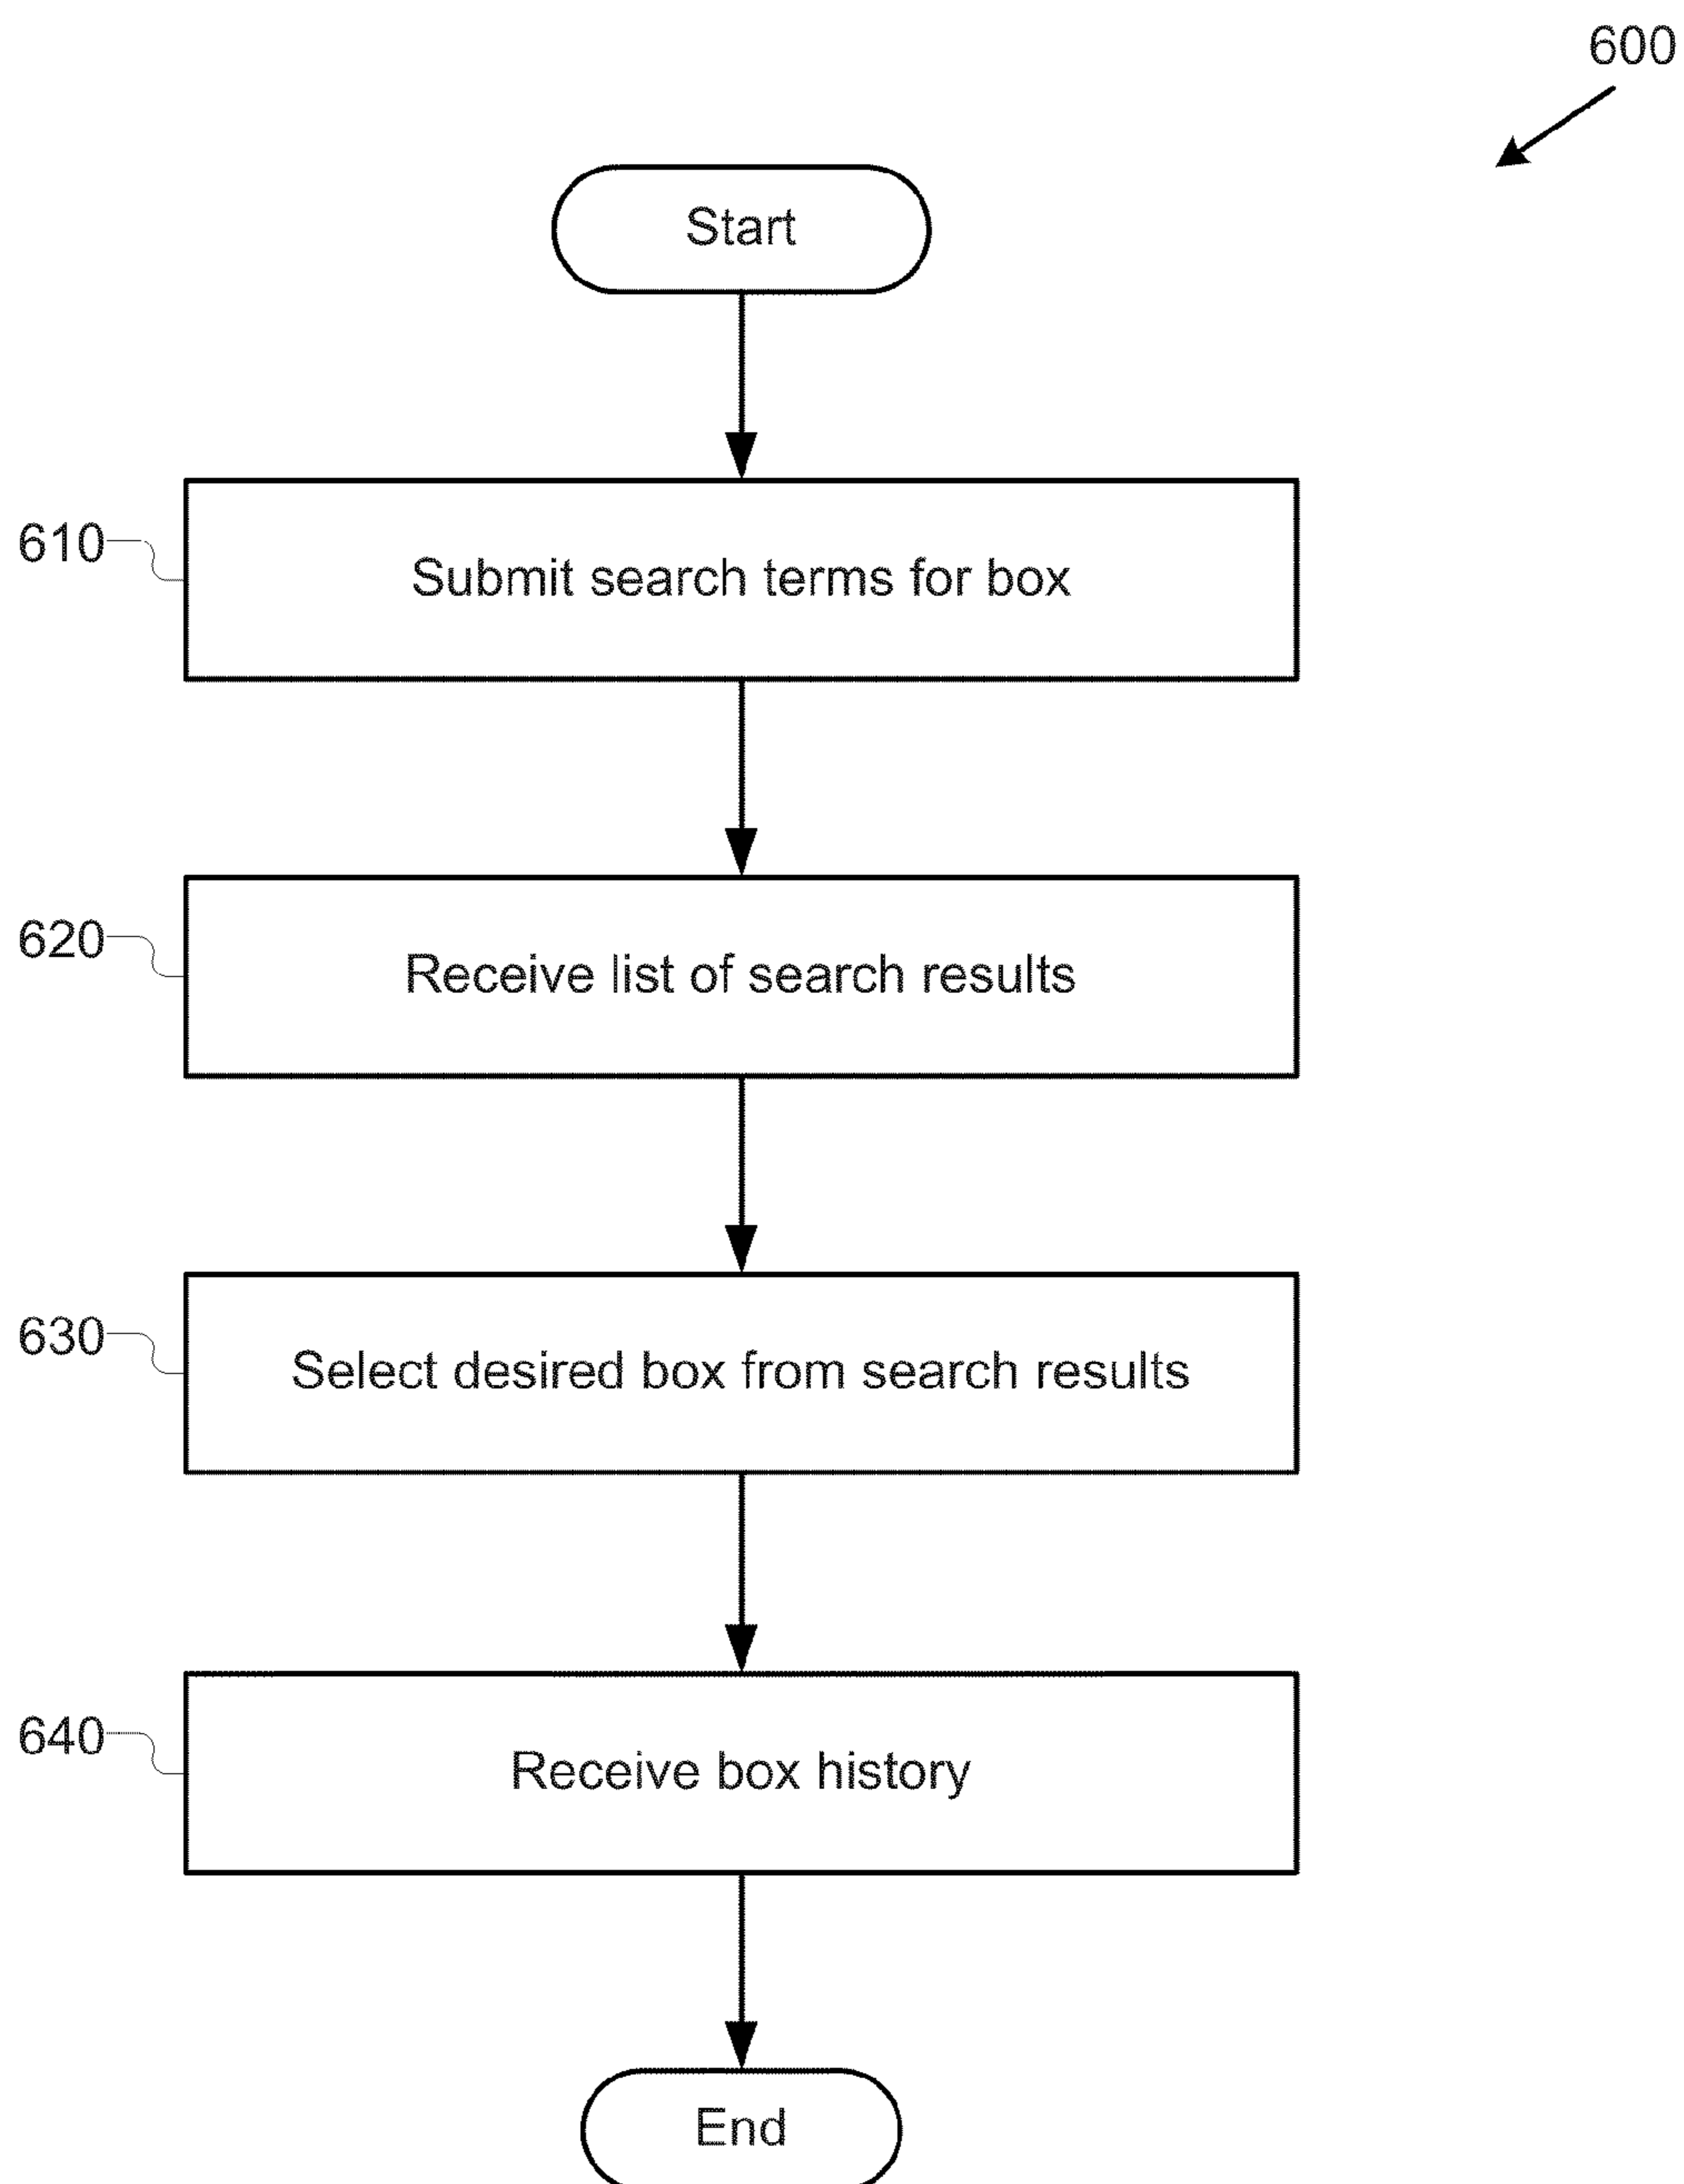 600
Start
610
Submit search terms for box
620
Receive list of search results
630
Select desired box from search results
640
Receive box history
End